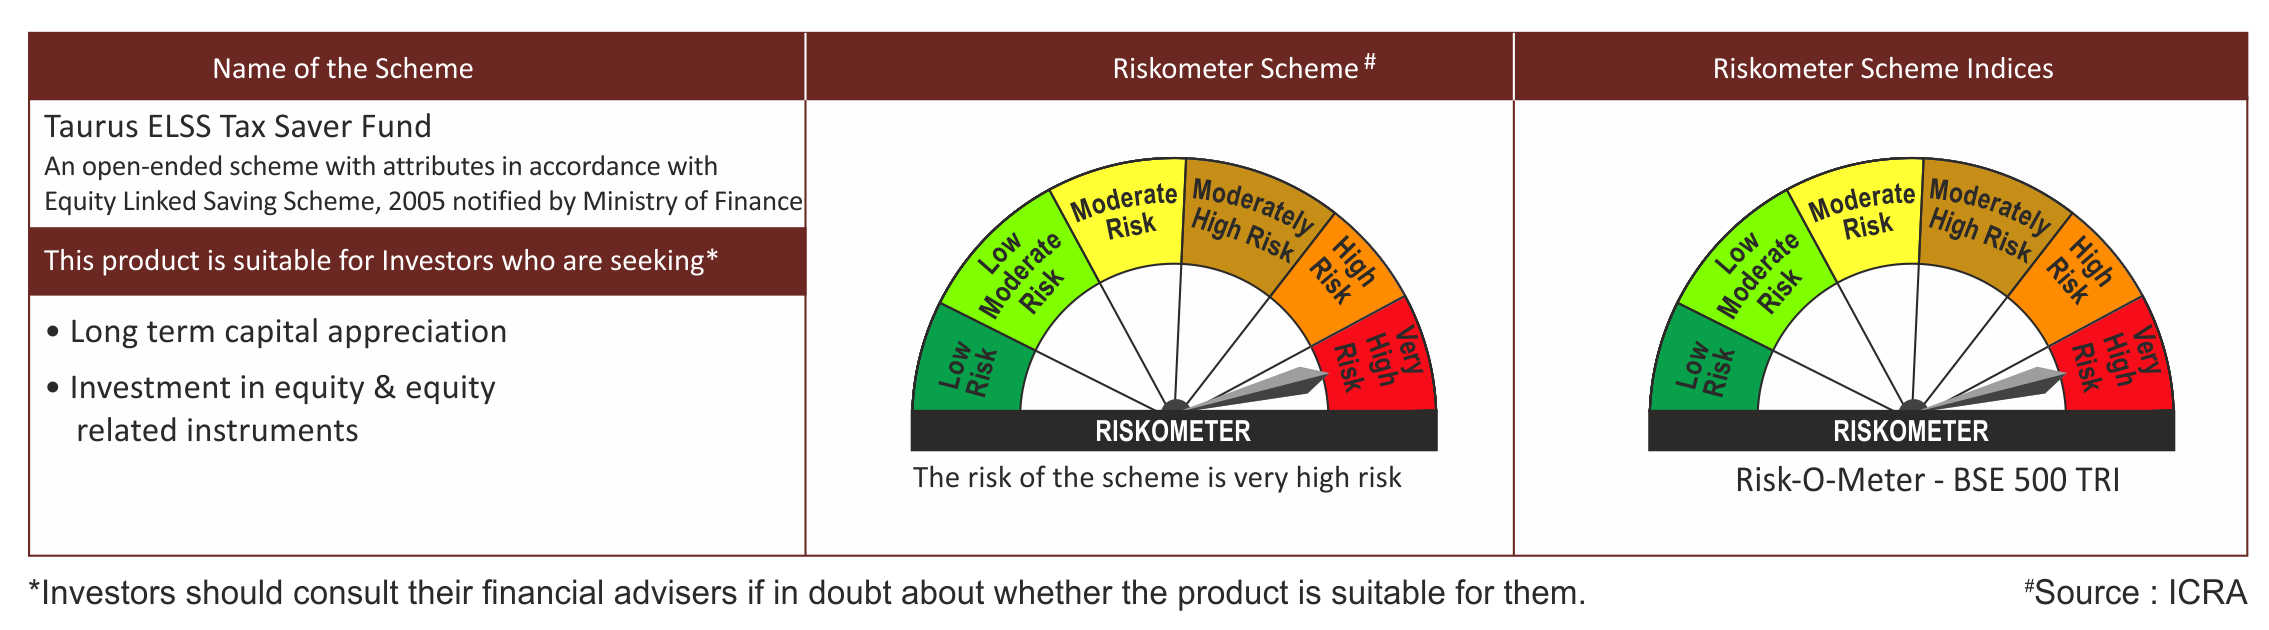 Name of the Scheme
Riskometer Scheme #
Riskometer Scheme Indices
Taurus ELSS Tax Saver Fund
An open-ended scheme with attributes in accordance with
Equity Linked Saving Scheme, 2005 notified by Ministry of Finance
This product is suitable for Investors who are seeking*
• Long term capital appreciation
• Investment in equity & equity
related instruments
Low
Risk
Low
Moderate
Risk
Moderate
Risk
Moderately
High Risk
High
Risk
Very
High
Risk
RISKOMETER
The risk of the scheme is very high risk
Low
Risk
Low
Moderate
Risk
Moderate
Risk
Moderately
High Risk
High
Risk
Very
High
Risk
RISKOMETER
Risk-O-Meter - BSE 500 TRI
*Investors should consult their financial advisers if in doubt about whether the product is suitable for them.
#Source : ICRA